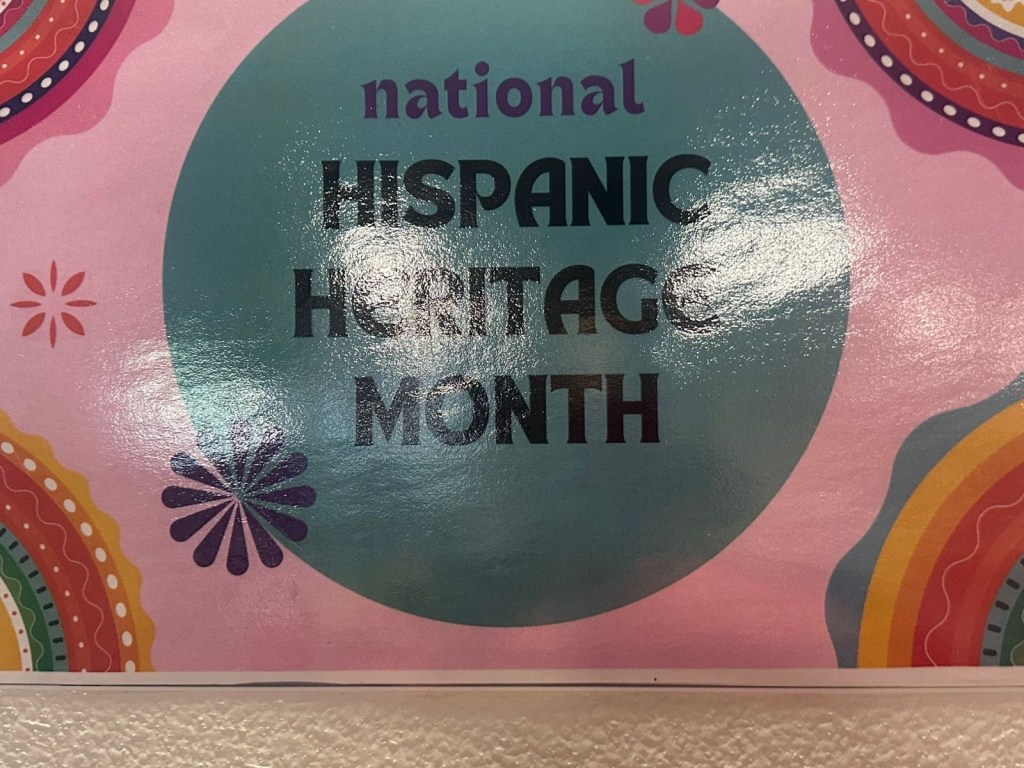 national
HISPANIC
HERITAGE
MONTH